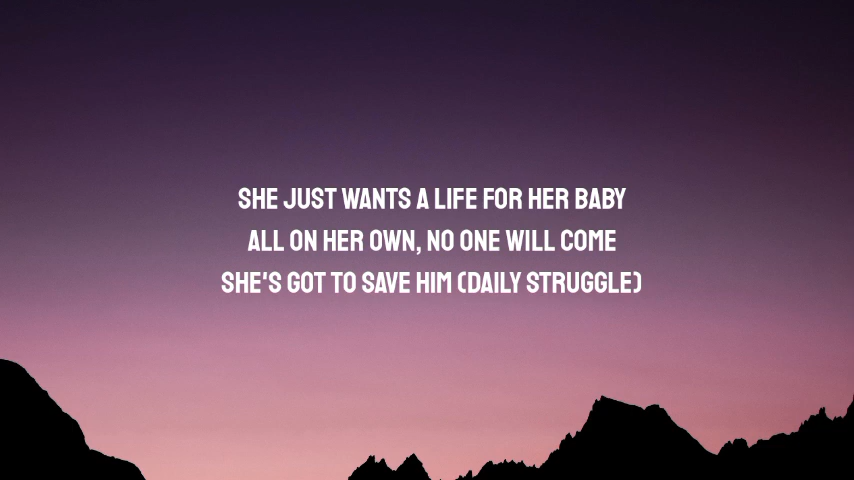 SHE JUST WANTS A LIFE FOR HER BABY
ALL ON HER OWN, NO ONE WILL COME
SHE'S GOT TO SAVE HIM (DAILY STRUGGLE)